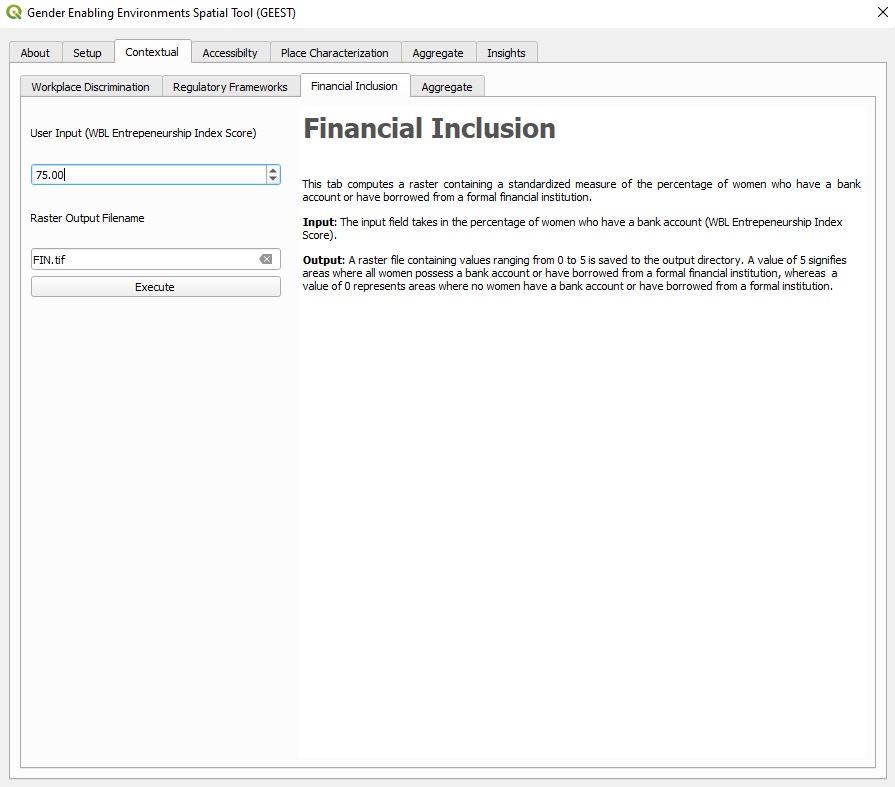 Gender Enabling Environments Spatial Tool (GEEST)
About Setup Contextual Accessibilty Place Characterization Aggregate Insights
Workplace Discrimination Regulatory Frameworks Financial Inclusion Aggregate
User Input (WBL Entrepeneurship Index Score)
75.00
Raster Output Filename
FIN.tif
Execute
Financial Inclusion
This tab computes a raster containing a standardized measure of the percentage of women who have a bank
account or have borrowed from a formal financial institution.
Input: The input field takes in the percentage of women who have a bank account (WBL Entrepeneurship Index
Score).
Output: A raster file containing values ranging from 0 to 5 is saved to the output directory. A value of 5 signifies
areas where all women possess a bank account or have borrowed from a formal financial institution, whereas a
value of 0 represents areas where no women have a bank account or have borrowed from a formal institution.